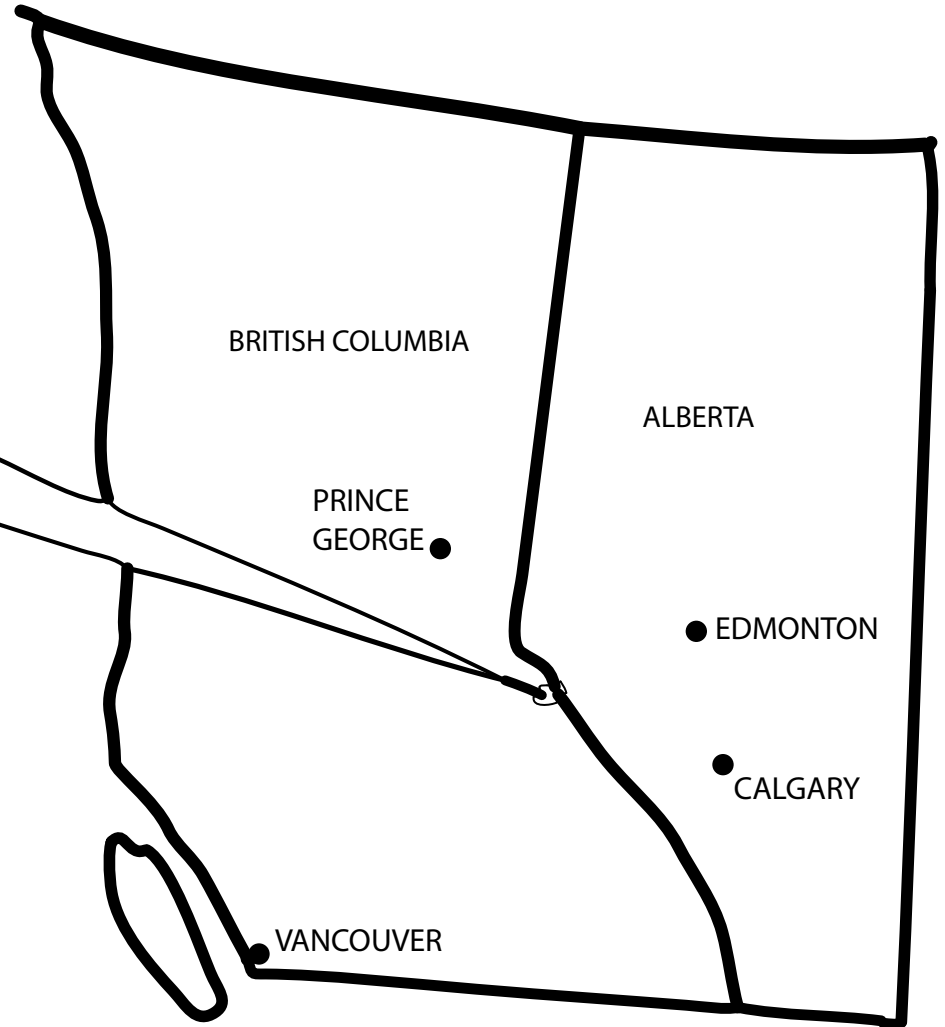 BRITISH COLUMBIA
ALBERTA
PRINCE
GEORGE
EDMONTON
CALGARY
VANCOUVER